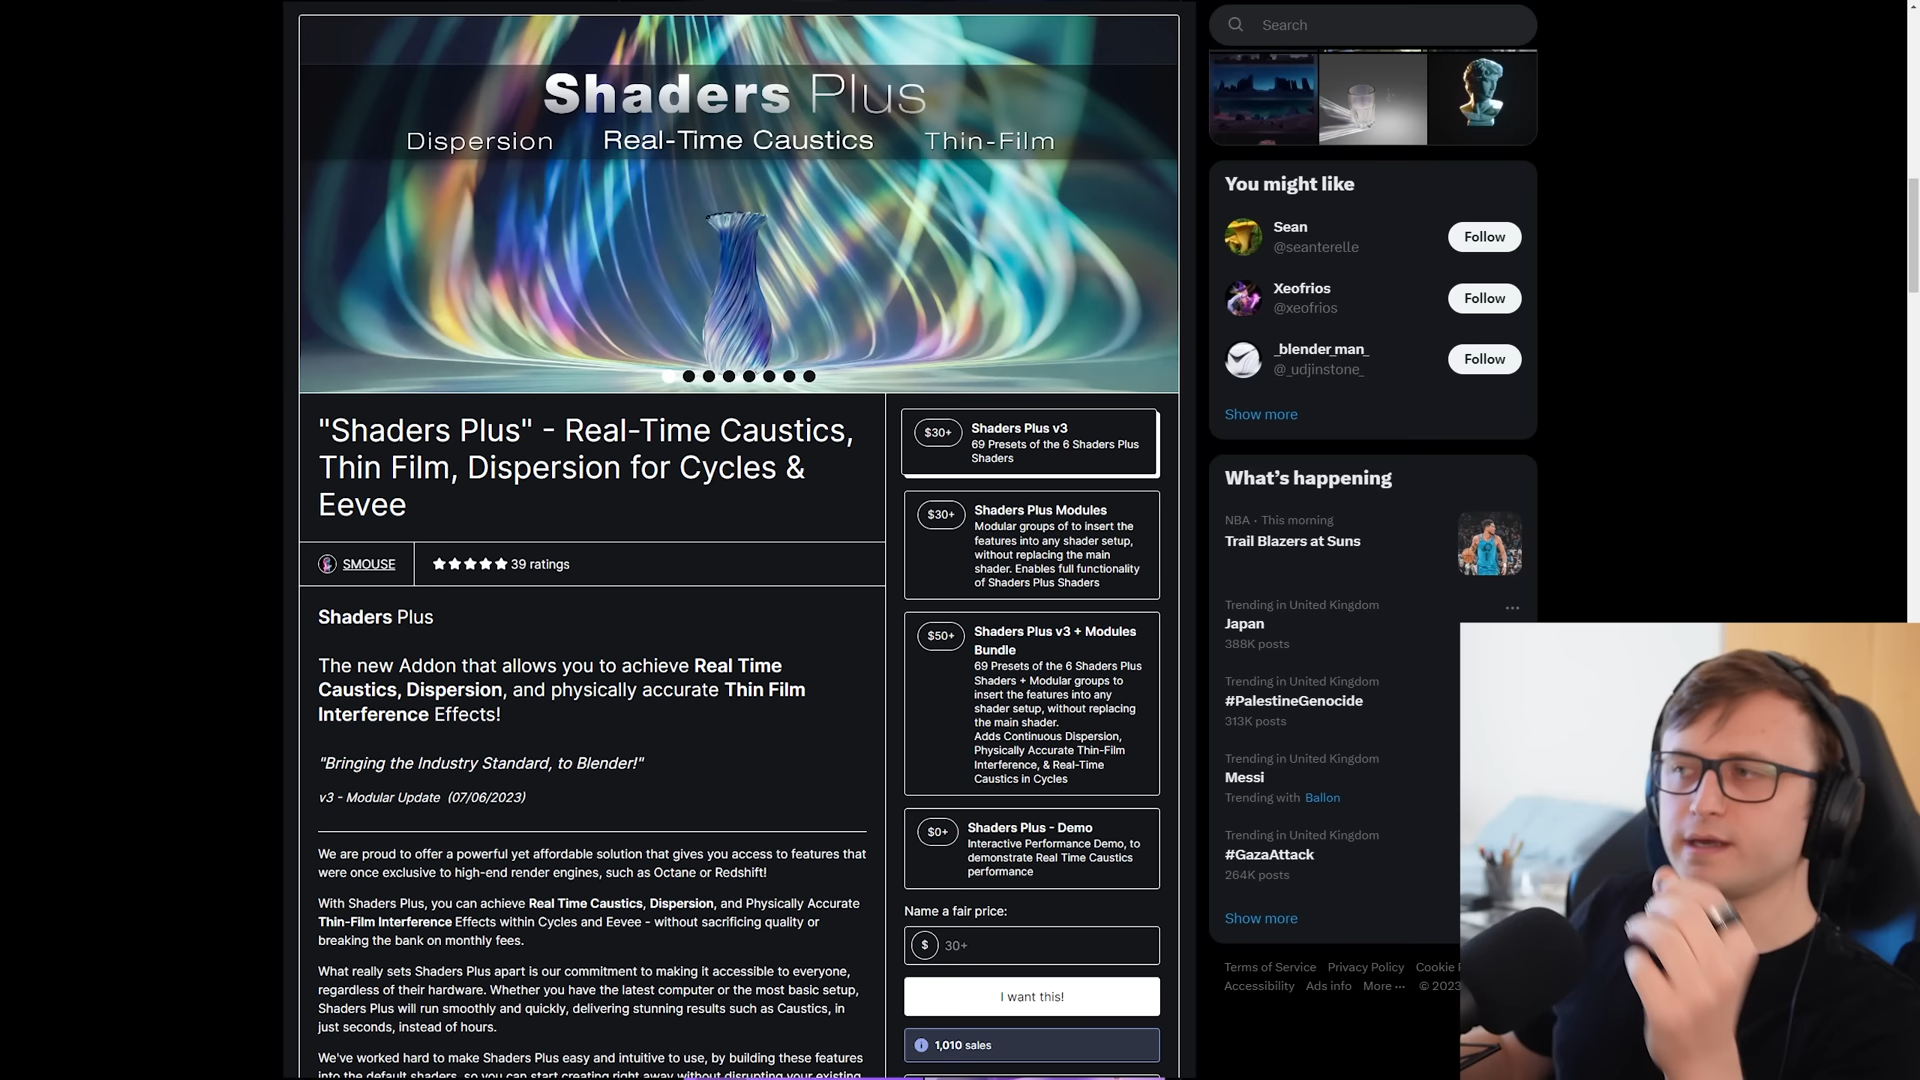 Shaders Plus
Dispersion Real-Time Caustics Thin-Film
"Shaders Plus" - Real-Time Caustics,
Thin Film, Dispersion for Cycles &
Eevee
SMOUSE
39 ratings
Shaders Plus
The new Addon that allows you to achieve Real Time
Caustics, Dispersion, and physically accurate Thin Film
Interference Effects!
"Bringing the Industry Standard, to Blender!"
v3 - Modular Update (07/06/2023)
We are proud to offer a powerful yet affordable solution that gives you access to features that
were once exclusive to high-end render engines, such as Octane or Redshift!
With Shaders Plus, you can achieve Real Time Caustics, Dispersion, and Physically Accurate
Thin-Film Interference Effects within Cycles and Eevee - without sacrificing quality or
breaking the bank on monthly fees.
What really sets Shaders Plus apart is our commitment to making it accessible to everyone,
regardless of their hardware. Whether you have the latest computer or the most basic setup,
Shaders Plus will run smoothly and quickly, delivering stunning results such as Caustics, in
just seconds, instead of hours.
We've worked hard to make Shaders Plus easy and intuitive to use, by building these features
into the default shaders, so you can start creating right away without disrupting your existing
$30+
Shaders Plus v3
69 Presets of the 6 Shaders Plus
Shaders
$30+
Shaders Plus Modules
Modular groups of to insert the
features into any shader setup,
without replacing the main
shader. Enables full functionality
of Shaders Plus Shaders
$50+
Shaders Plus v3 + Modules
Bundle
69 Presets of the 6 Shaders Plus
Shaders + Modular groups to
insert the features into any
shader setup, without replacing
the main shader.
Adds Continuous Dispersion,
Physically Accurate Thin-Film
Interference, & Real-Time
Caustics in Cycles
$0+
Shaders Plus - Demo
Interactive Performance Demo, to
demonstrate Real Time Caustics
performance
Name a fair price:
$ 30+
I want this!
1,010 sales
Search
You might like
Sean
@seanterelle
Follow
Xeofrios
@xeofrios
Follow
_blender_man_
@_udjinstone_
Follow
Show more
What's happening
NBA · This morning
Trail Blazers at Suns
Trending in United Kingdom
Japan
388K posts
Trending in United Kingdom
#PalestineGenocide
313K posts
Trending in United Kingdom
Messi
Trending with Ballon
Trending in United Kingdom
#GazaAttack
264K posts
Show more
Terms of Service Privacy Policy Cookie
Accessibility Ads info More ··· © 2023